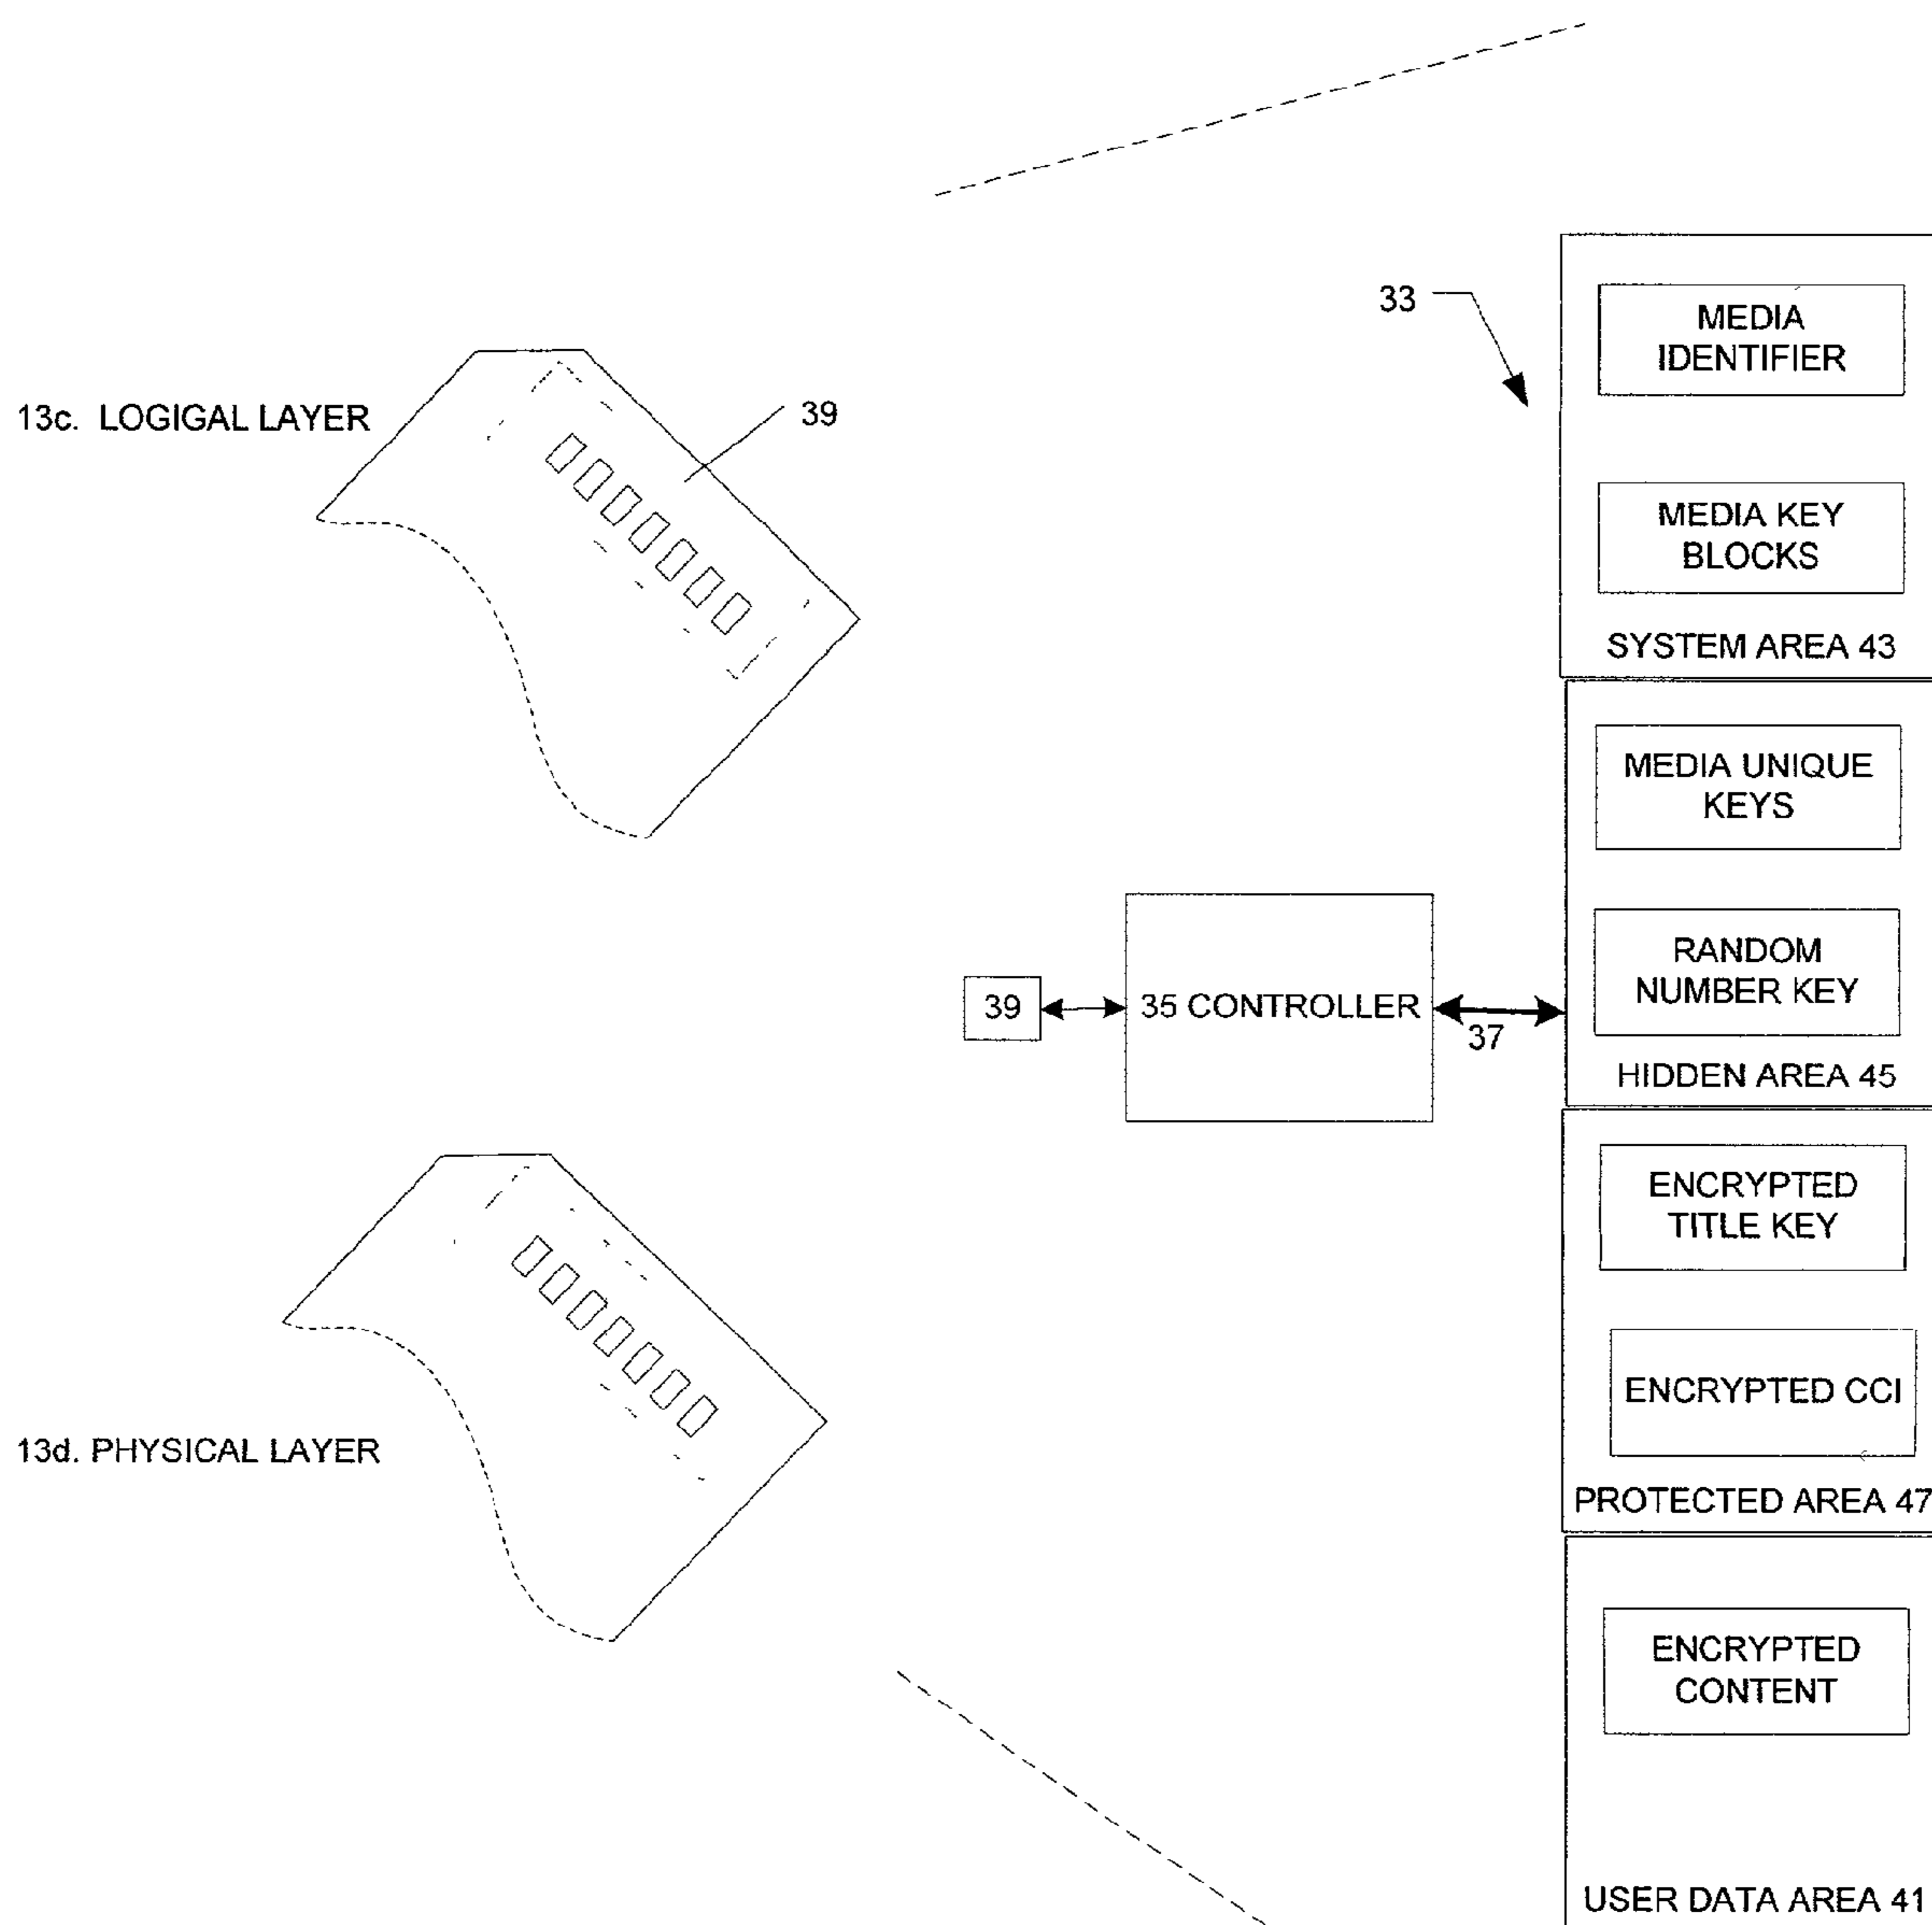 33
MEDIA
IDENTIFIER
13c. LOGIGAL LAYER
39
MEDIA KEY
BLOCKS
SYSTEM AREA 43
MEDIA UNIQUE
KEYS
RANDOM
NUMBER KEY
39
35 CONTROLLER
37
HIDDEN AREA 45
ENCRYPTED
TITLE KEY
ENCRYPTED CCI
13d. PHYSICAL LAYER
PROTECTED AREA 47
ENCRYPTED
CONTENT
USER DATA AREA 41